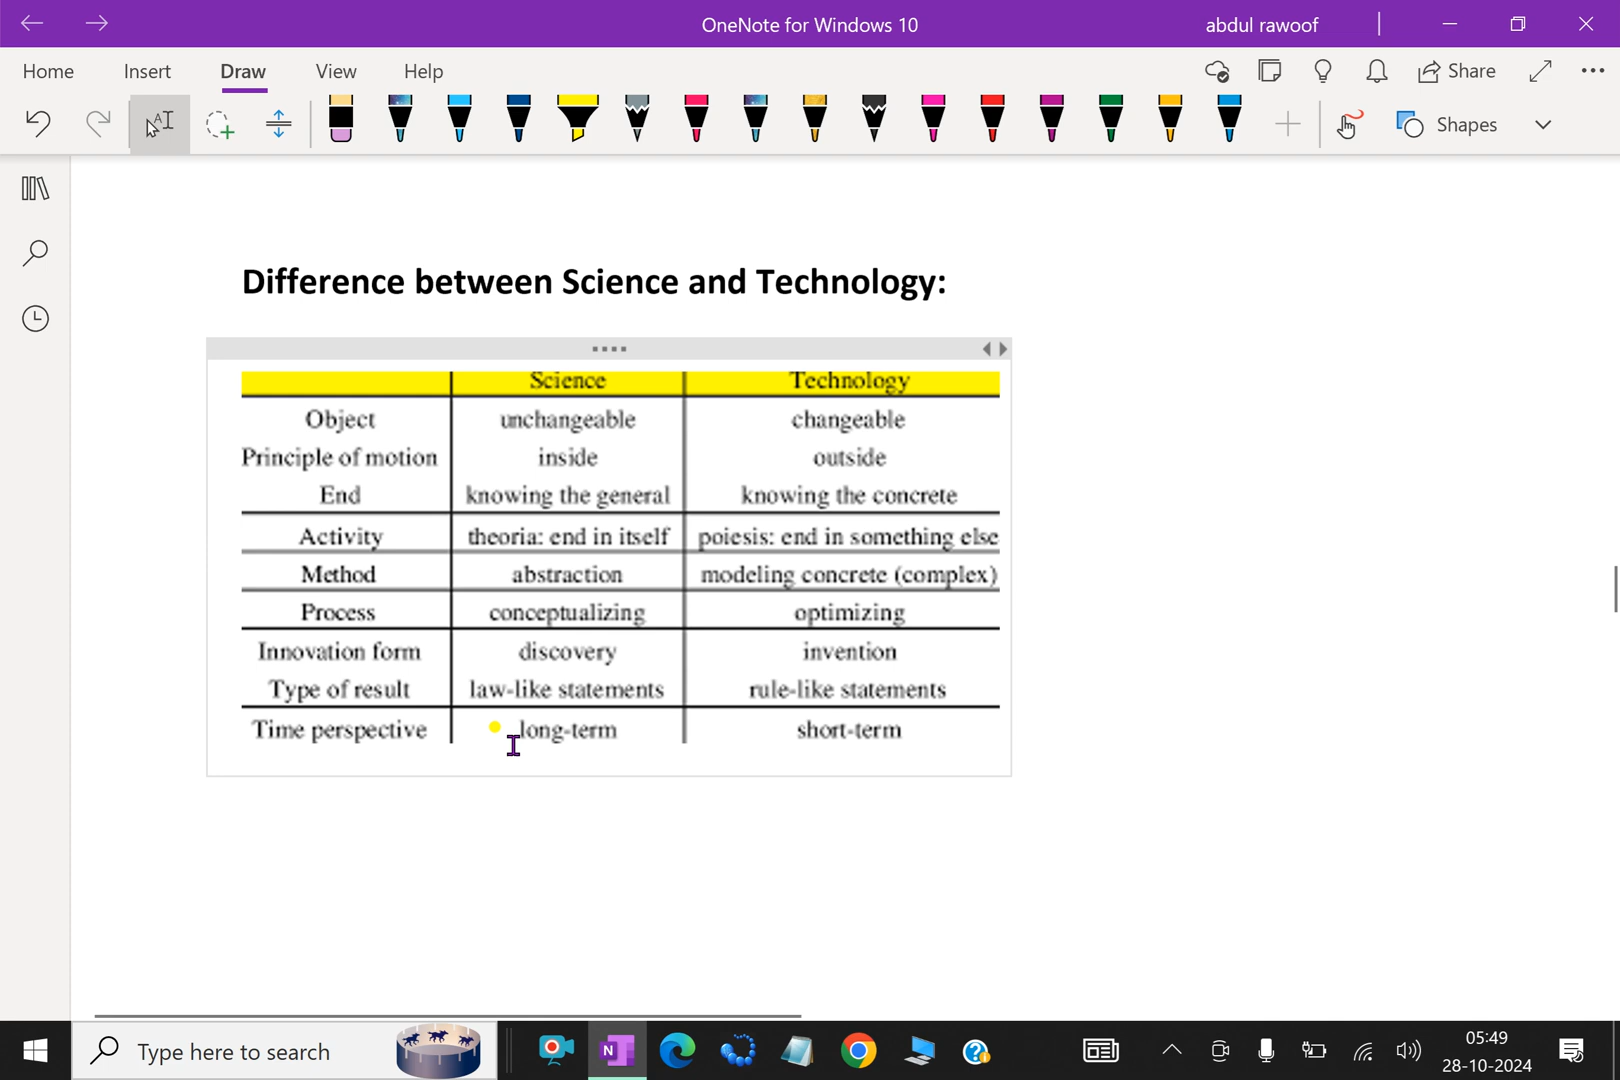 OneNote for Windows 10
abdul rawoof
Home Insert Draw View Help
Share
Shapes
Difference between Science and Technology:
Science Technology
Object unchangeable changeable
Principle of motion inside outside
End knowing the general knowing the concrete
Activity theoria: end in itself poiesis: end in something else
Method abstraction modeling concrete (complex)
Process conceptualizing optimizing
Innovation form discovery invention
Type of result law-like statements rule-like statements
Time perspective long-term short-term
Type here to search
05:49
28-10-2024